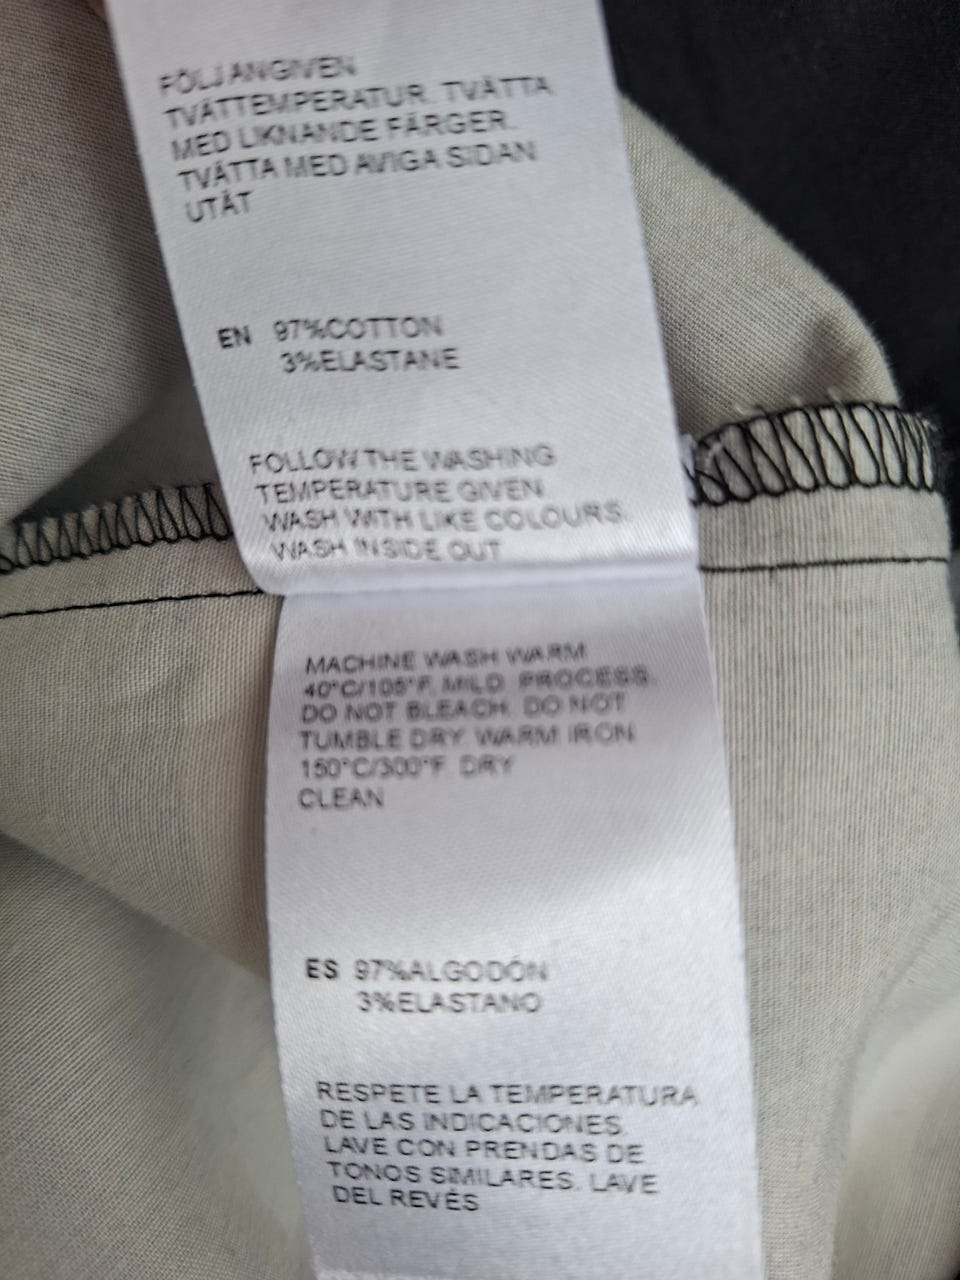 FÖLJ ANGIVEN
TVÄTTEMPERATUR. TVÄTTA
MED LIKNANDE FÄRGER.
TVÄTTA MED AVIGA SIDAN
UTÅT
EN 97%COTTON
3%ELASTANE
FOLLOW THE WASHING
TEMPERATURE GIVEN.
WASH WITH LIKE COLOURS.
WASH INSIDE OUT
MACHINE WASH WARM
40°C/105°F, MILD PROCESS.
DO NOT BLEACH. DO NOT
TUMBLE DRY. WARM IRON
150°C/300°F. DRY
CLEAN
ES 97%ALGODÓN
3%ELASTANO
RESPETE LA TEMPERATURA
DE LAS INDICACIONES.
LAVE CON PRENDAS DE
TONOS SIMILARES. LAVE
DEL REVÉS